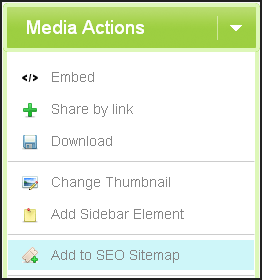 Media Actions
Embed
Share by link
Download
Change Thumbnail
Add Sidebar Element
Add to SEO Sitemap